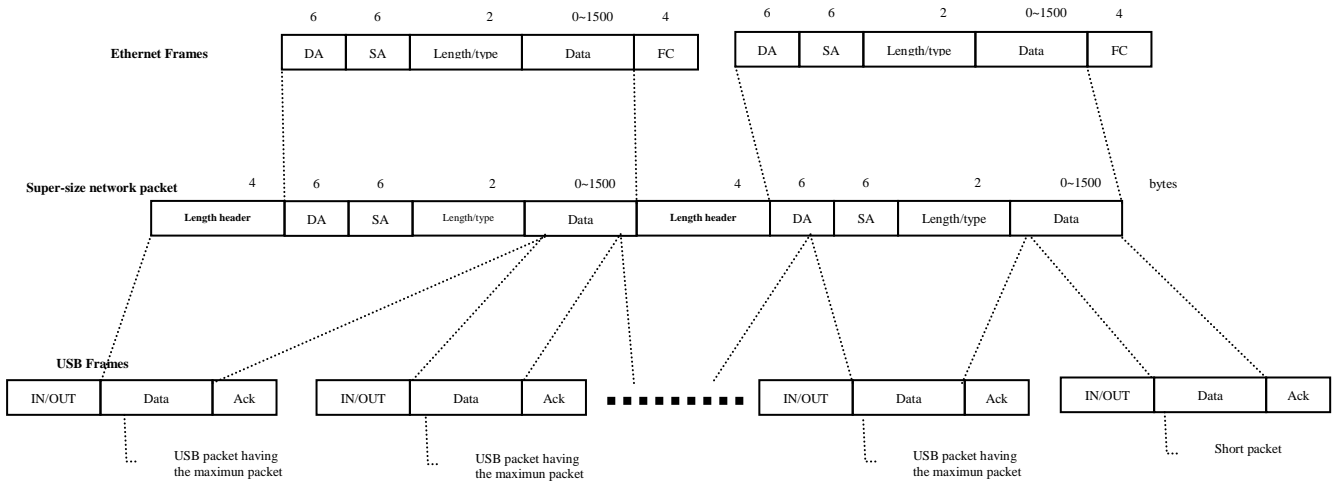 6 6 2 0~1500 4 6 6 2 0~1500 4
Ethernet Frames DA SA Length/type Data FC DA SA Length/type Data FC
Super-size network packet 4 6 6 2 0~1500 4 6 6 2 0~1500 bytes
Length header DA SA Length/type Data Length header DA SA Length/type Data
USB Frames
IN/OUT Data Ack IN/OUT Data Ack IN/OUT Data Ack IN/OUT Data Ack
USB packet having
the maximun packet
USB packet having
the maximun packet
USB packet having
the maximun packet
Short packet